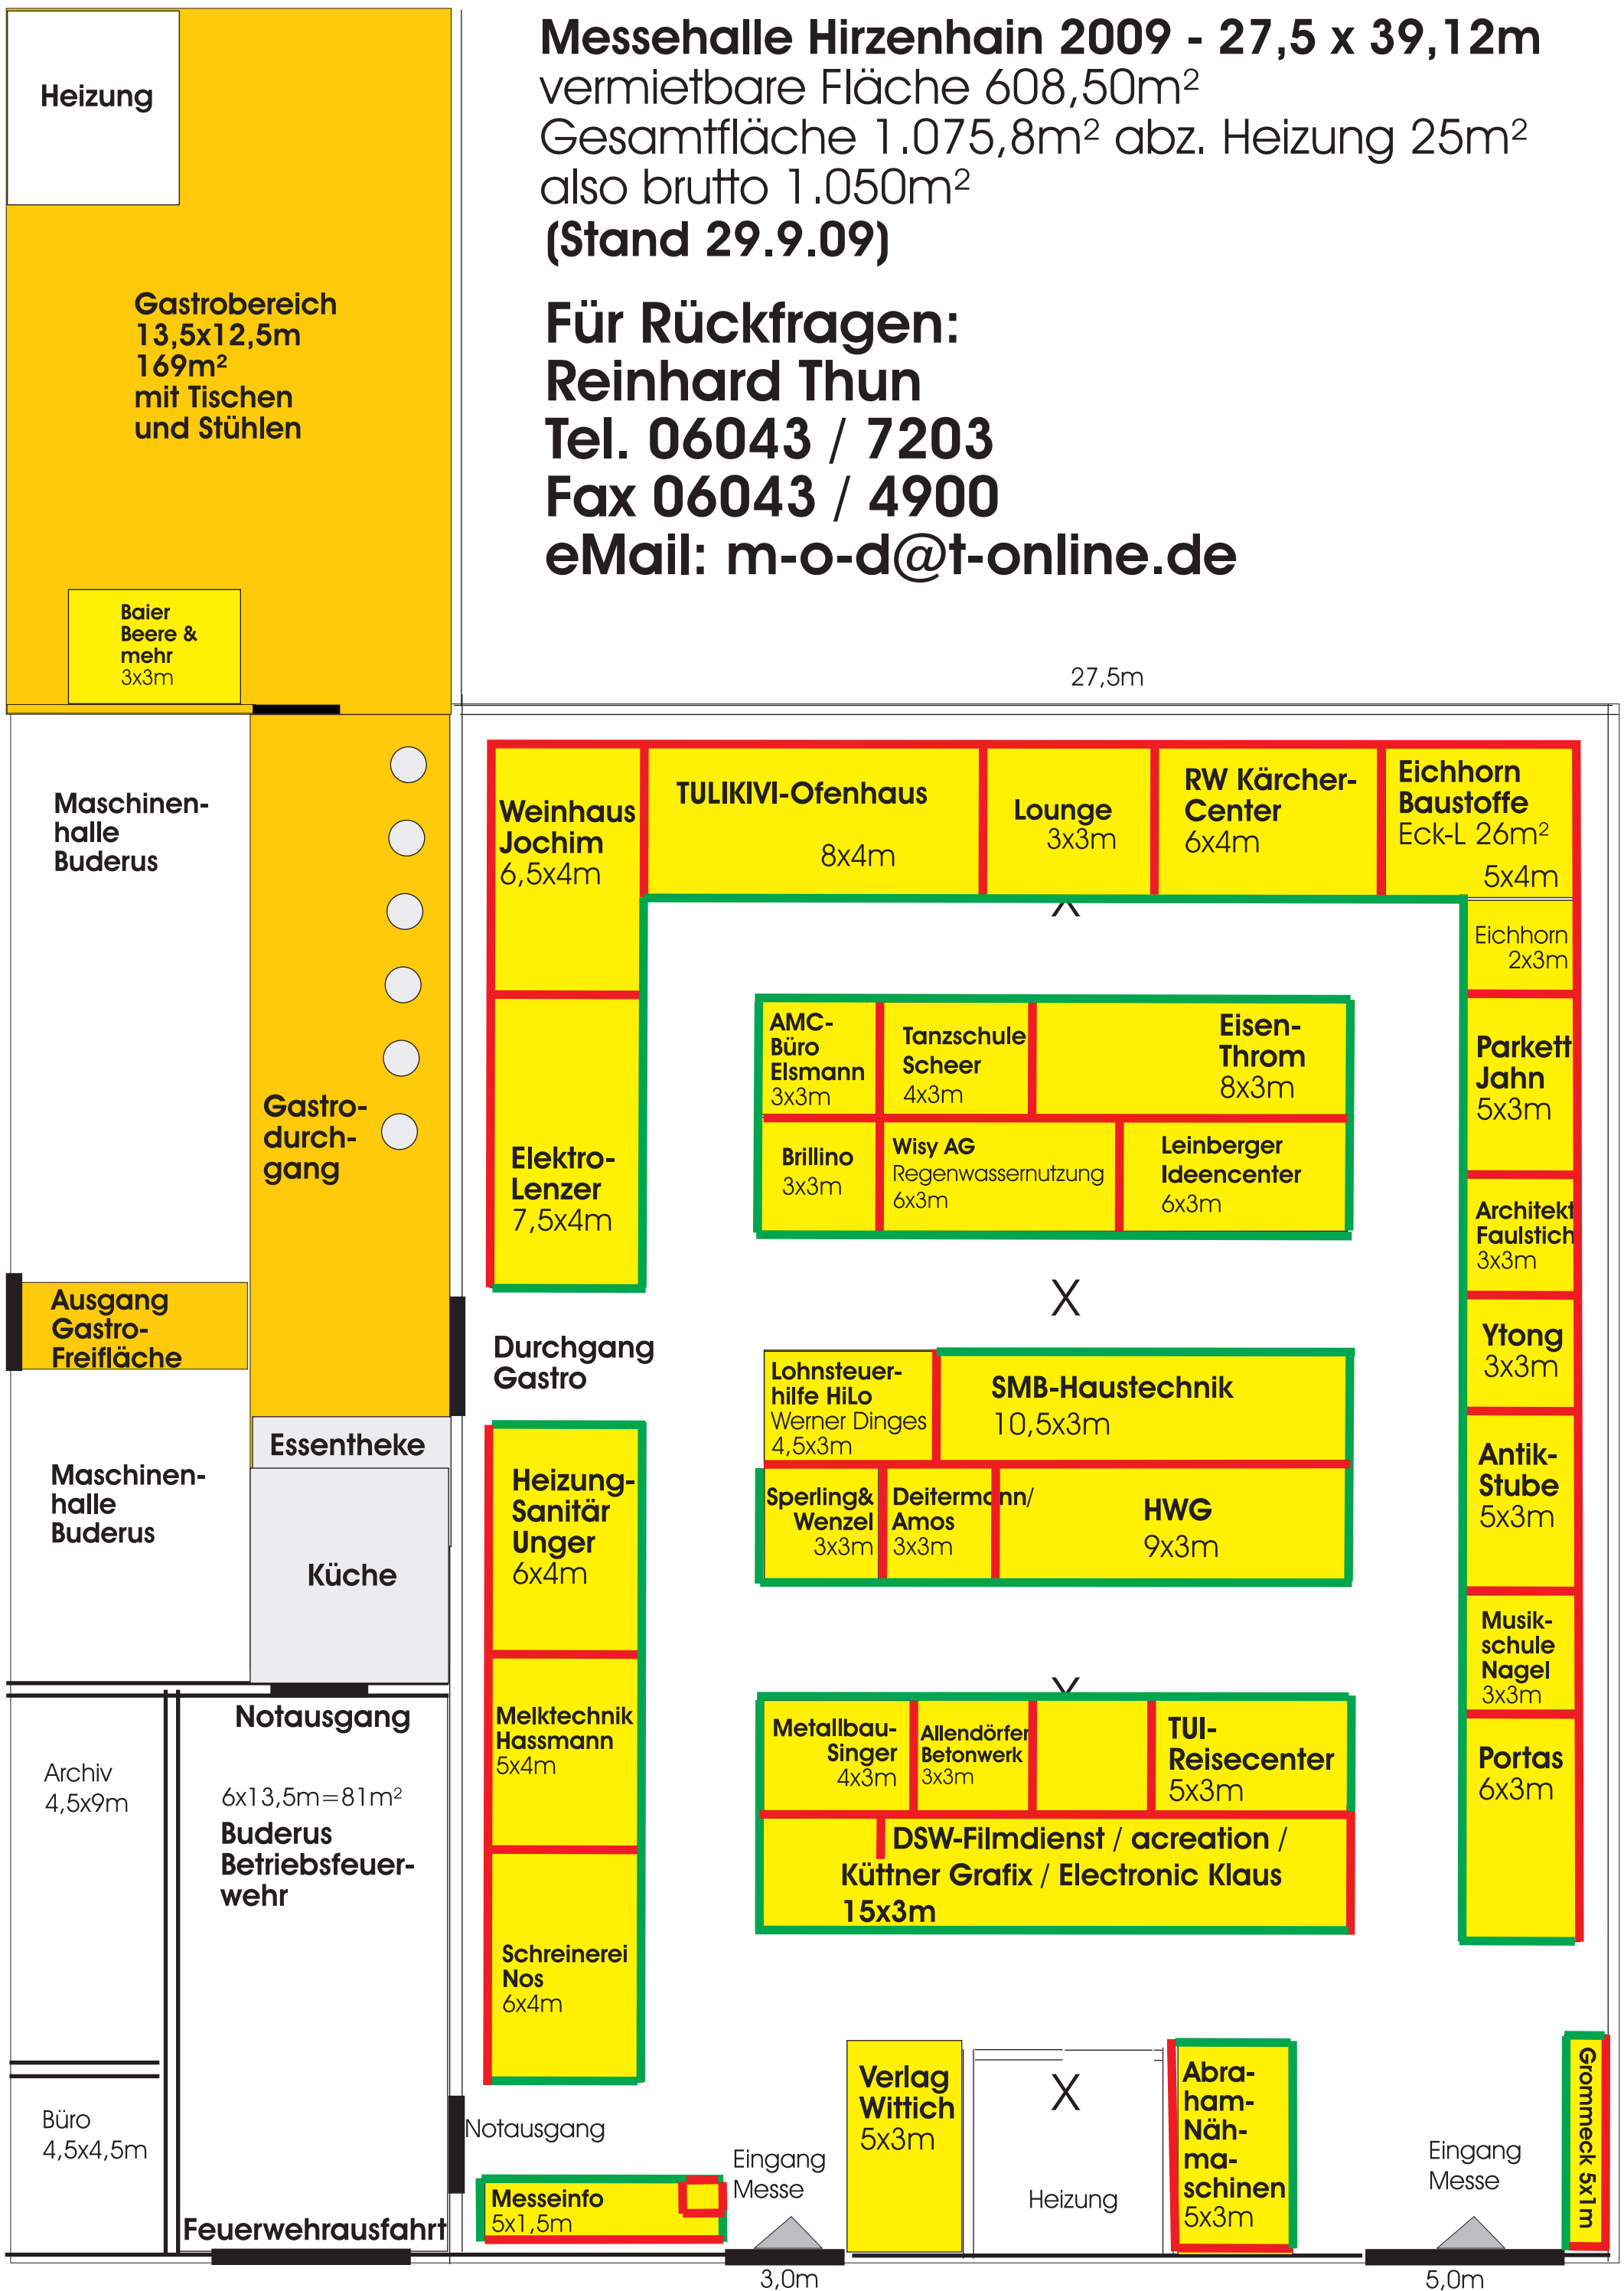 Messehalle Hirzenhain 2009 - 27,5 x 39,12m
vermietbare Fläche 608,50m²
Gesamtfläche 1.075,8m² abz. Heizung 25m²
also brutto 1.050m²
(Stand 29.9.09)
Für Rückfragen:
Reinhard Thun
Tel. 06043 / 7203
Fax 06043 / 4900
eMail: m-o-d@t-online.de
Heizung
Gastrobereich
13,5x12,5m
169m²
mit Tischen
und Stühlen
Baier
Beere &
mehr
3x3m
27,5m
Maschinen-
halle
Buderus
Gastro-
durch-
gang
Ausgang
Gastro-
Freifläche
Maschinen-
halle
Buderus
Essentheke
Küche
Notausgang
Archiv
4,5x9m
6x13,5m=81m²
Buderus
Betriebsfeuer-
wehr
Büro
4,5x4,5m
Feuerwehrausfahrt
Weinhaus
Jochim
6,5x4m
TULIKIVI-Ofenhaus
8x4m
Lounge
3x3m
RW Kärcher-
Center
6x4m
Eichhorn
Baustoffe
Eck-L 26m²
5x4m
Eichhorn
2x3m
X
Elektro-
Lenzer
7,5x4m
AMC-
Büro
Elsmann
3x3m
Tanzschule
Scheer
4x3m
Eisen-
Throm
8x3m
Brillino
3x3m
Wisy AG
Regenwassernutzung
6x3m
Leinberger
Ideencenter
6x3m
Parkett
Jahn
5x3m
Architekt
Faulstich
3x3m
Ytong
3x3m
X
Durchgang
Gastro
Lohnsteuer-
hilfe HiLo
Werner Dinges
4,5x3m
SMB-Haustechnik
10,5x3m
Sperling&
Wenzel
3x3m
Deitermann/
Amos
3x3m
HWG
9x3m
Antik-
Stube
5x3m
Heizung-
Sanitär
Unger
6x4m
Melktechnik
Hassmann
5x4m
Schreinerei
Nos
6x4m
Musik-
schule
Nagel
3x3m
Portas
6x3m
X
Metallbau-
Singer
4x3m
Allendörfer
Betonwerk
3x3m
TUI-
Reisecenter
5x3m
DSW-Filmdienst / acreation /
Küttner Grafix / Electronic Klaus
15x3m
Notausgang
Messeinfo
5x1,5m
Eingang
Messe
3,0m
Verlag
Wittich
5x3m
X
Heizung
Abra-
ham-
Näh-
ma-
schinen
5x3m
Eingang
Messe
5,0m
Grommeck 5x1m